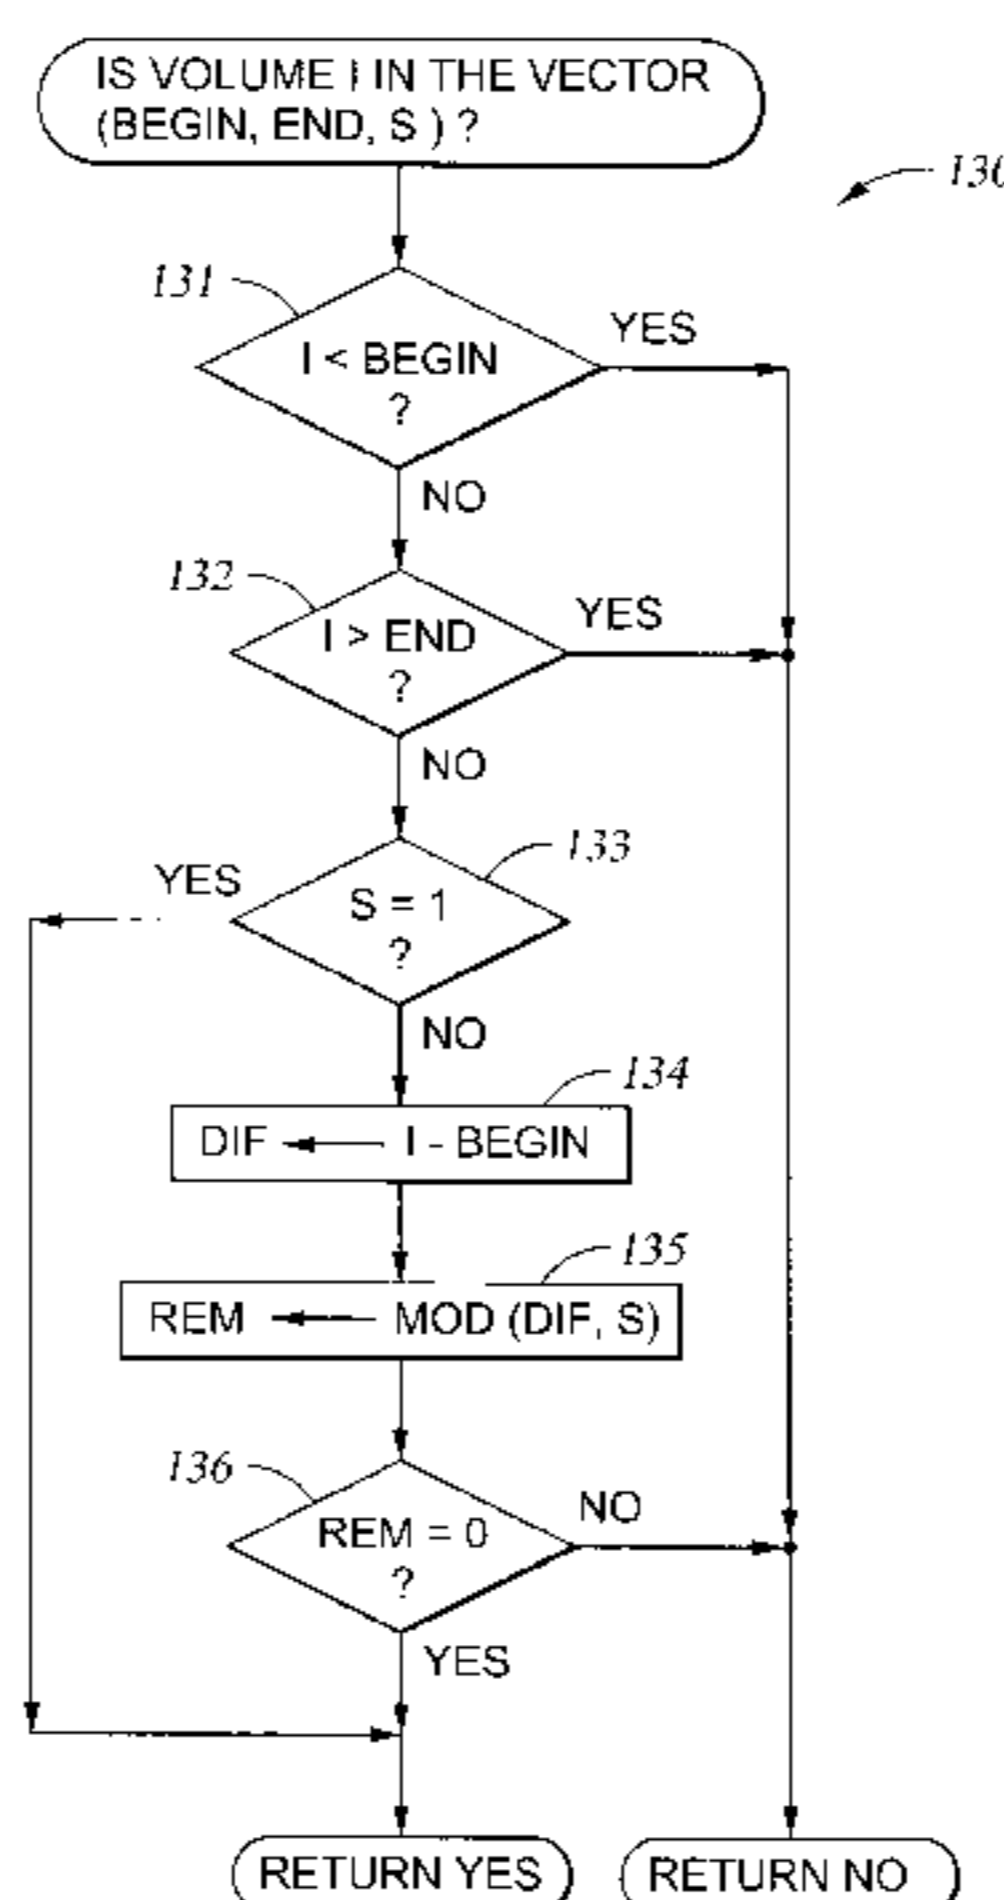 IS VOLUME I IN THE VECTOR
(BEGIN, END, S ) ?
131
I < BEGIN
?
YES
NO
132
I > END
?
YES
NO
133
S = 1
?
YES
NO
134
DIF ← I - BEGIN
135
REM ← MOD (DIF, S)
136
REM = 0
?
NO
YES
RETURN YES
RETURN NO